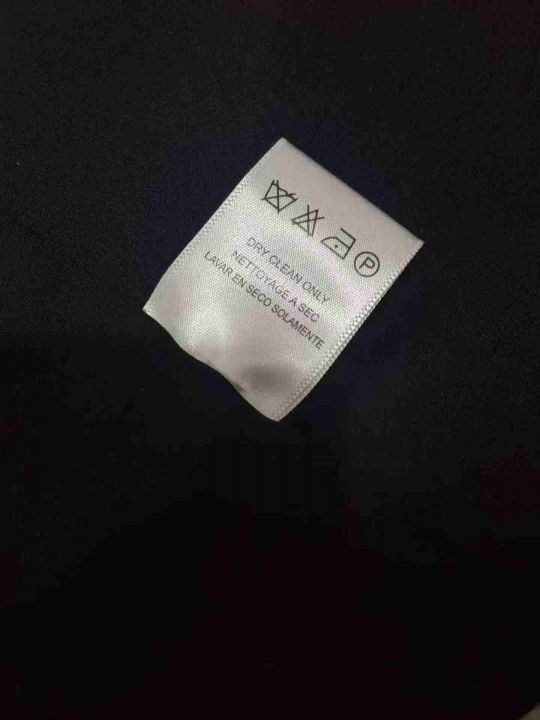 P
DRY CLEAN ONLY
NETTOYAGE A SEC
LAVAR EN SECO SOLAMENTE